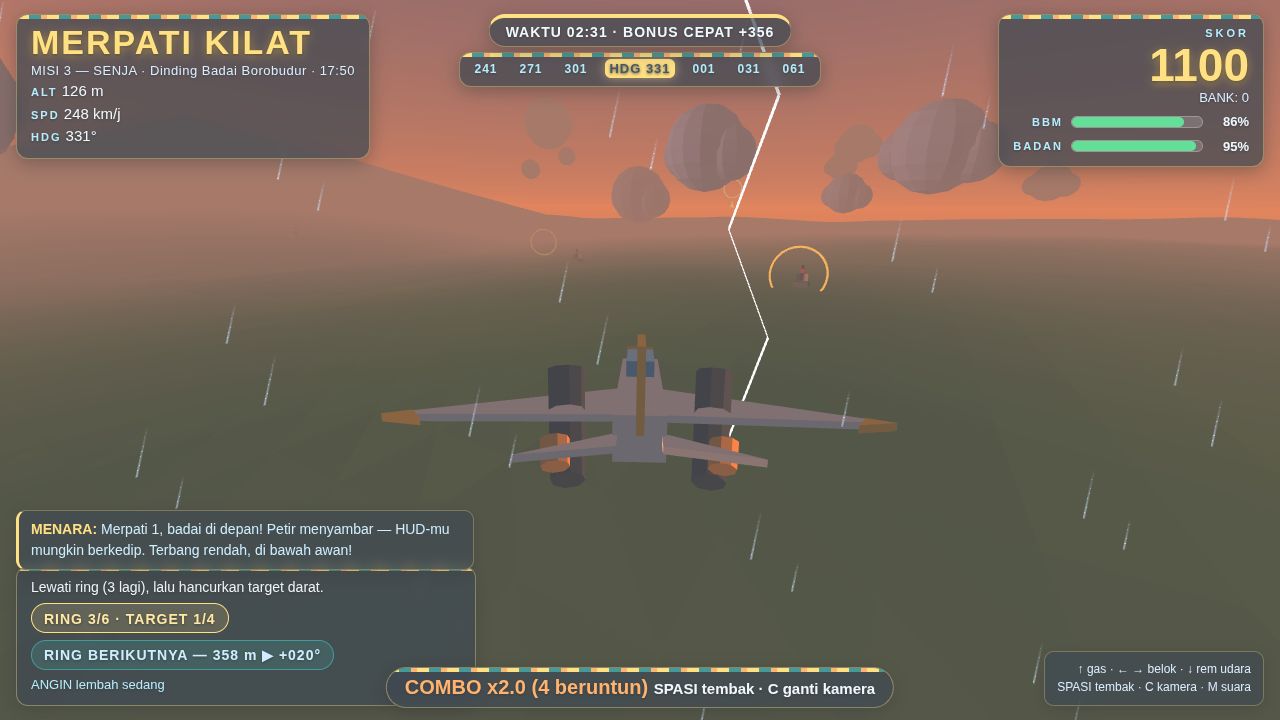 MERPATI KILAT
MISI 3 — SENJA · Dinding Badai Borobudur · 17:50
ALT 126 m
SPD 248 km/j
HDG 331°
WAKTU 02:31 · BONUS CEPAT +356
241 271 301 HDG 331 001 031 061
SKOR
1100
BANK: 0
BBM 86%
BADAN 95%
MENARA: Merpati 1, badai di depan! Petir menyambar — HUD-mu
mungkin berkedip. Terbang rendah, di bawah awan!
Lewati ring (3 lagi), lalu hancurkan target darat.
RING 3/6 · TARGET 1/4
RING BERIKUTNYA — 358 m ▶ +020°
ANGIN lembah sedang
COMBO x2.0 (4 beruntun) SPASI tembak · C ganti kamera
↑ gas · ← → belok · ↓ rem udara
SPASI tembak · C kamera · M suara